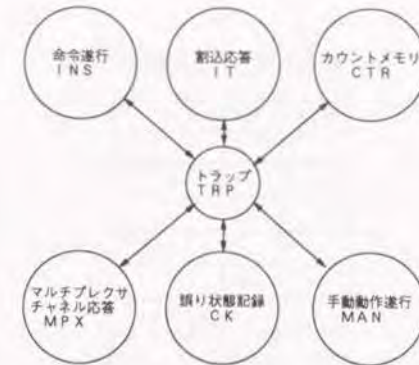 命令遂行
INS
割込応答
IT
カウントメモリ
CTR
トラップ
TRP
マルチプレクサ
チャネル応答
MPX
誤り状態記録
CK
手動動作遂行
MAN